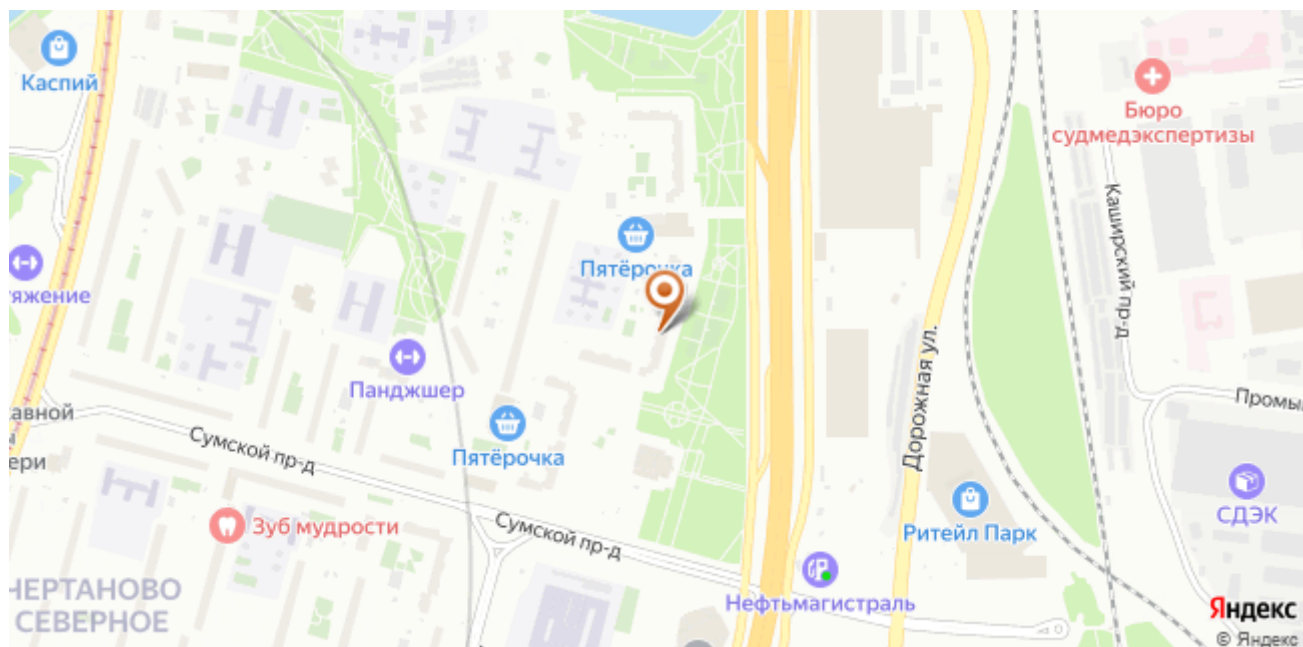 Каспий
Бюро
судмедэкспертизы
Каширский пр-д
Пятёрочка
тяжение
Дорожная ул.
Панджшер
Промы
авной
ери
Сумской пр-д
Пятёрочка
Зуб мудрости
Сумской пр-д
Ритейл Парк
СДЭК
Нефтьмагистраль
ЧЕРТАНОВО
СЕВЕРНОЕ
Яндекс
© Яндекс